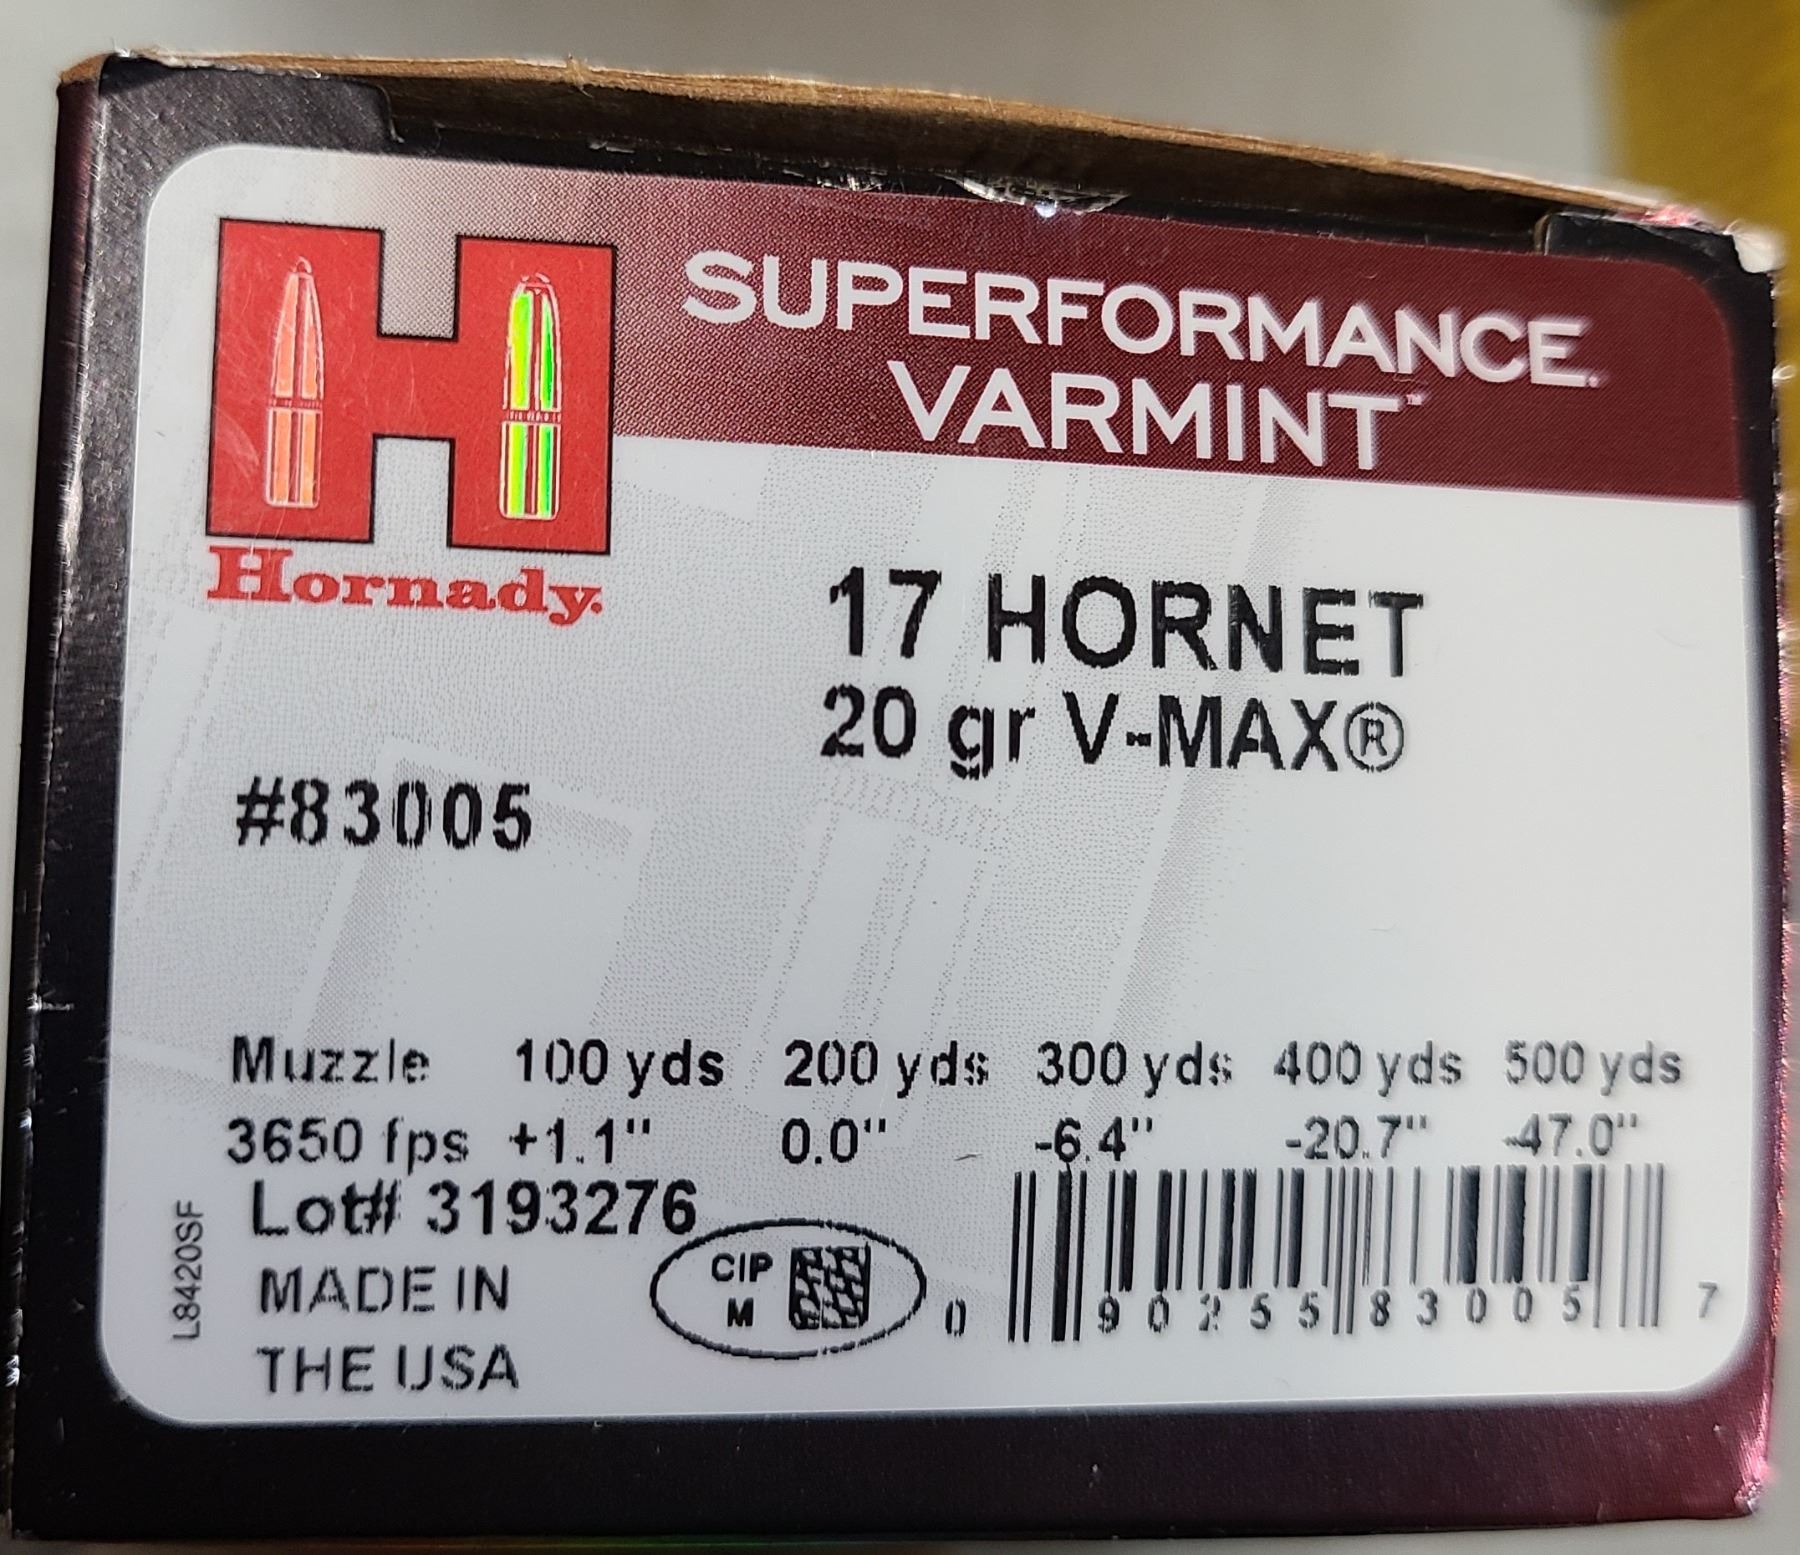 SUPERFORMANCE.
VARMINT™
Hornady.
17 HORNET
20 gr V-MAX®
#83005
Muzzle 100 yds 200 yds 300 yds 400 yds 500 yds
3650 fps +1.1" 0.0" -6.4" -20.7" -47.0"
Lot# 3193276
MADE IN
THE USA
L8420SF
CIP
M
0 90255 83005 7